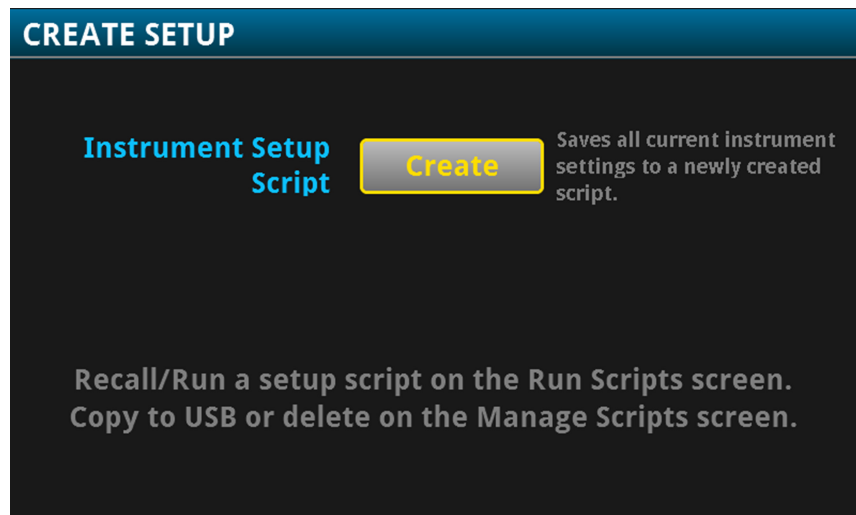 CREATE SETUP
Instrument Setup
Script
Create
Saves all current instrument
settings to a newly created
script.
Recall/Run a setup script on the Run Scripts screen.
Copy to USB or delete on the Manage Scripts screen.